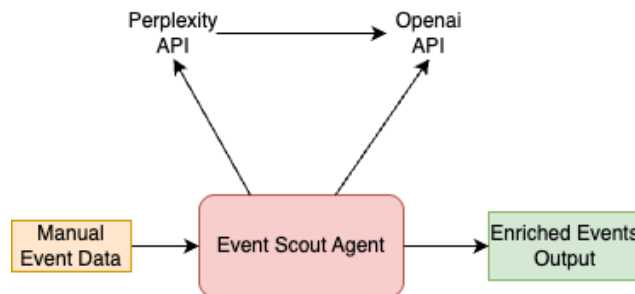 Perplexity
API
Openai
API
Manual
Event Data
Event Scout Agent
Enriched Events
Output